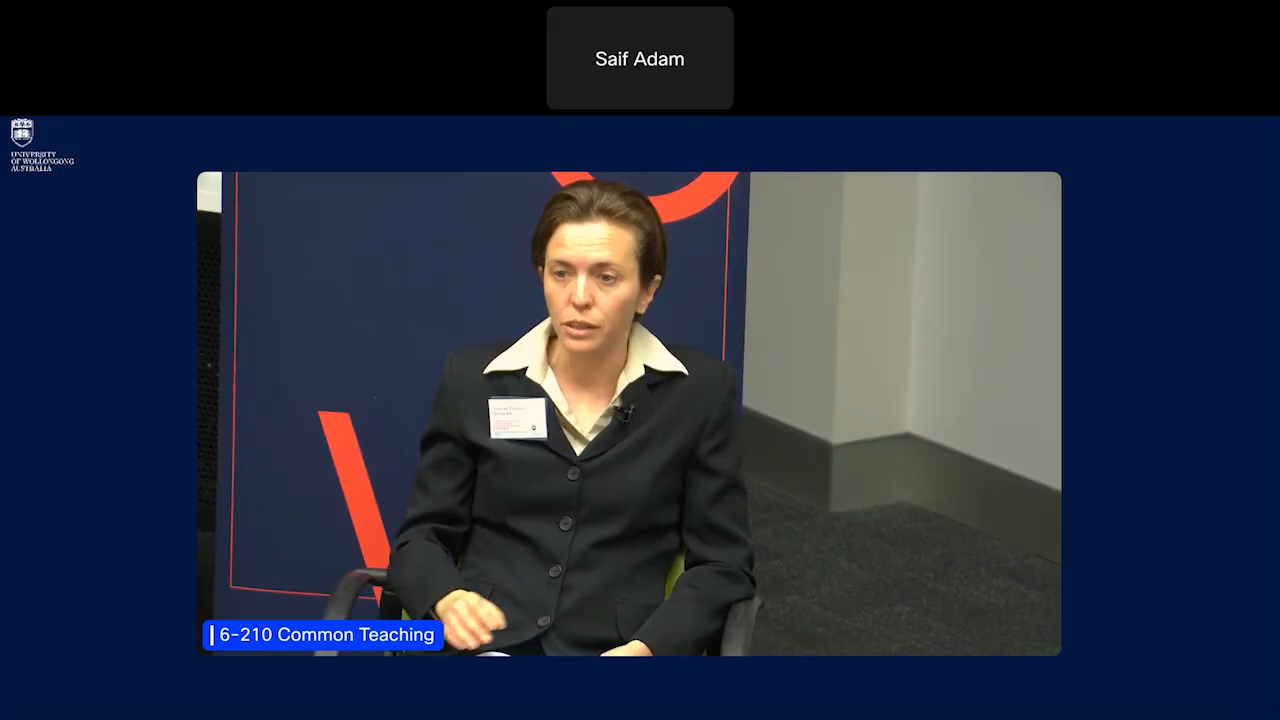 Saif Adam
UNIVERSITY
OF WOLLONGONG
AUSTRALIA
6-210 Common Teaching